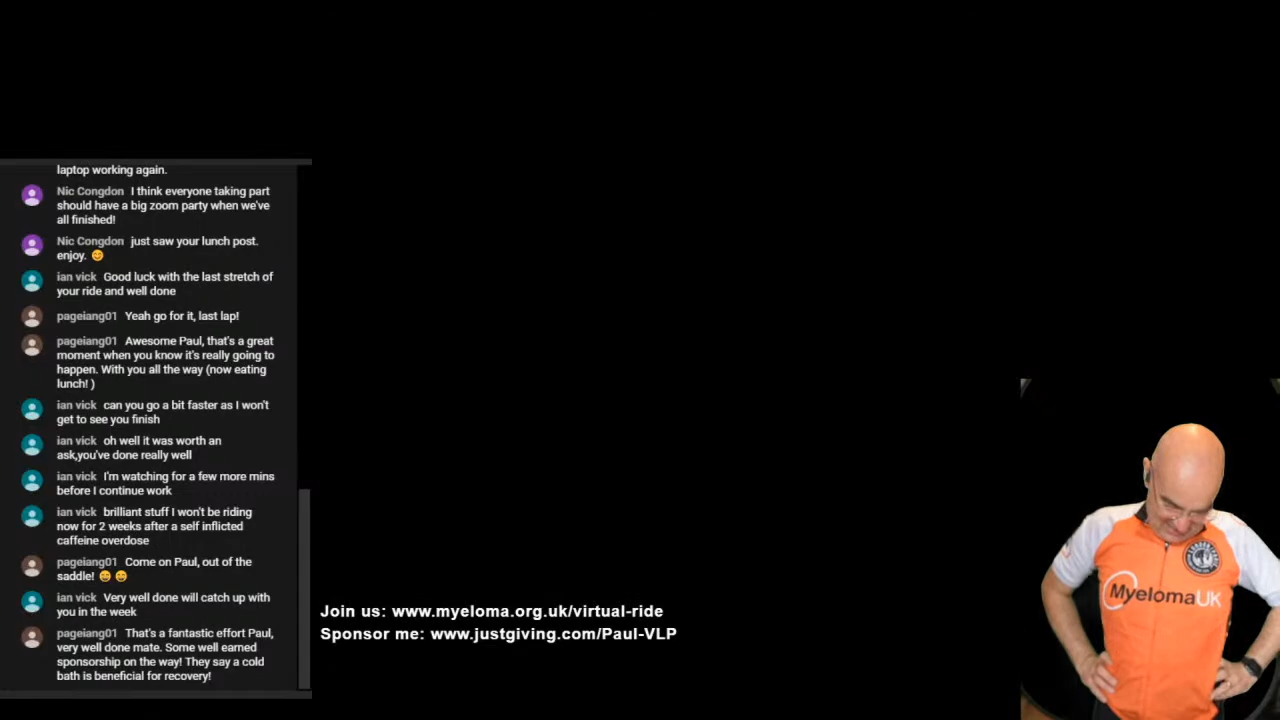 laptop working again.
Nic Congdon I think everyone taking part
should have a big zoom party when we've
all finished!
Nic Congdon just saw your lunch post.
enjoy. 😊
ian vick Good luck with the last stretch of
your ride and well done
pageiang01 Yeah go for it, last lap!
pageiang01 Awesome Paul, that's a great
moment when you know it's really going to
happen. With you all the way (now eating
lunch! )
ian vick can you go a bit faster as I won't
get to see you finish
ian vick oh well it was worth an
ask,you've done really well
ian vick I'm watching for a few more mins
before I continue work
ian vick brilliant stuff I won't be riding
now for 2 weeks after a self inflicted
caffeine overdose
pageiang01 Come on Paul, out of the
saddle! 😄 😄
ian vick Very well done will catch up with
you in the week
pageiang01 That's a fantastic effort Paul,
very well done mate. Some well earned
sponsorship on the way! They say a cold
bath is beneficial for recovery!
Join us: www.myeloma.org.uk/virtual-ride
Sponsor me: www.justgiving.com/Paul-VLP
MyelomaUK